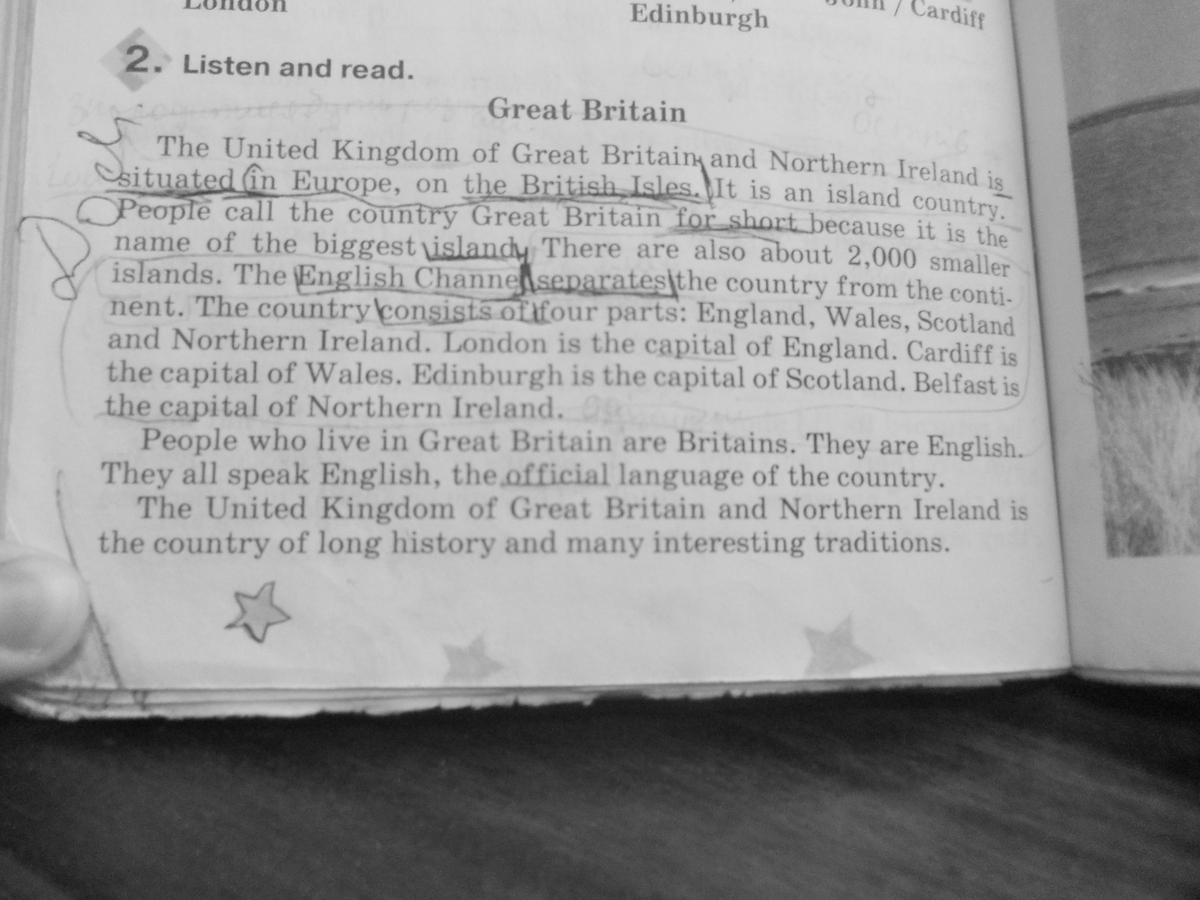 London
Edinburgh
John / Cardiff
2. Listen and read.
Great Britain
The United Kingdom of Great Britain and Northern Ireland is
situated in Europe, on the British Isles. It is an island country.
People call the country Great Britain for short because it is the
name of the biggest island. There are also about 2,000 smaller
islands. The English Channel separates the country from the conti-
nent. The country consists of four parts: England, Wales, Scotland
and Northern Ireland. London is the capital of England. Cardiff is
the capital of Wales. Edinburgh is the capital of Scotland. Belfast is
the capital of Northern Ireland.
People who live in Great Britain are Britains. They are English.
They all speak English, the official language of the country.
The United Kingdom of Great Britain and Northern Ireland is
the country of long history and many interesting traditions.